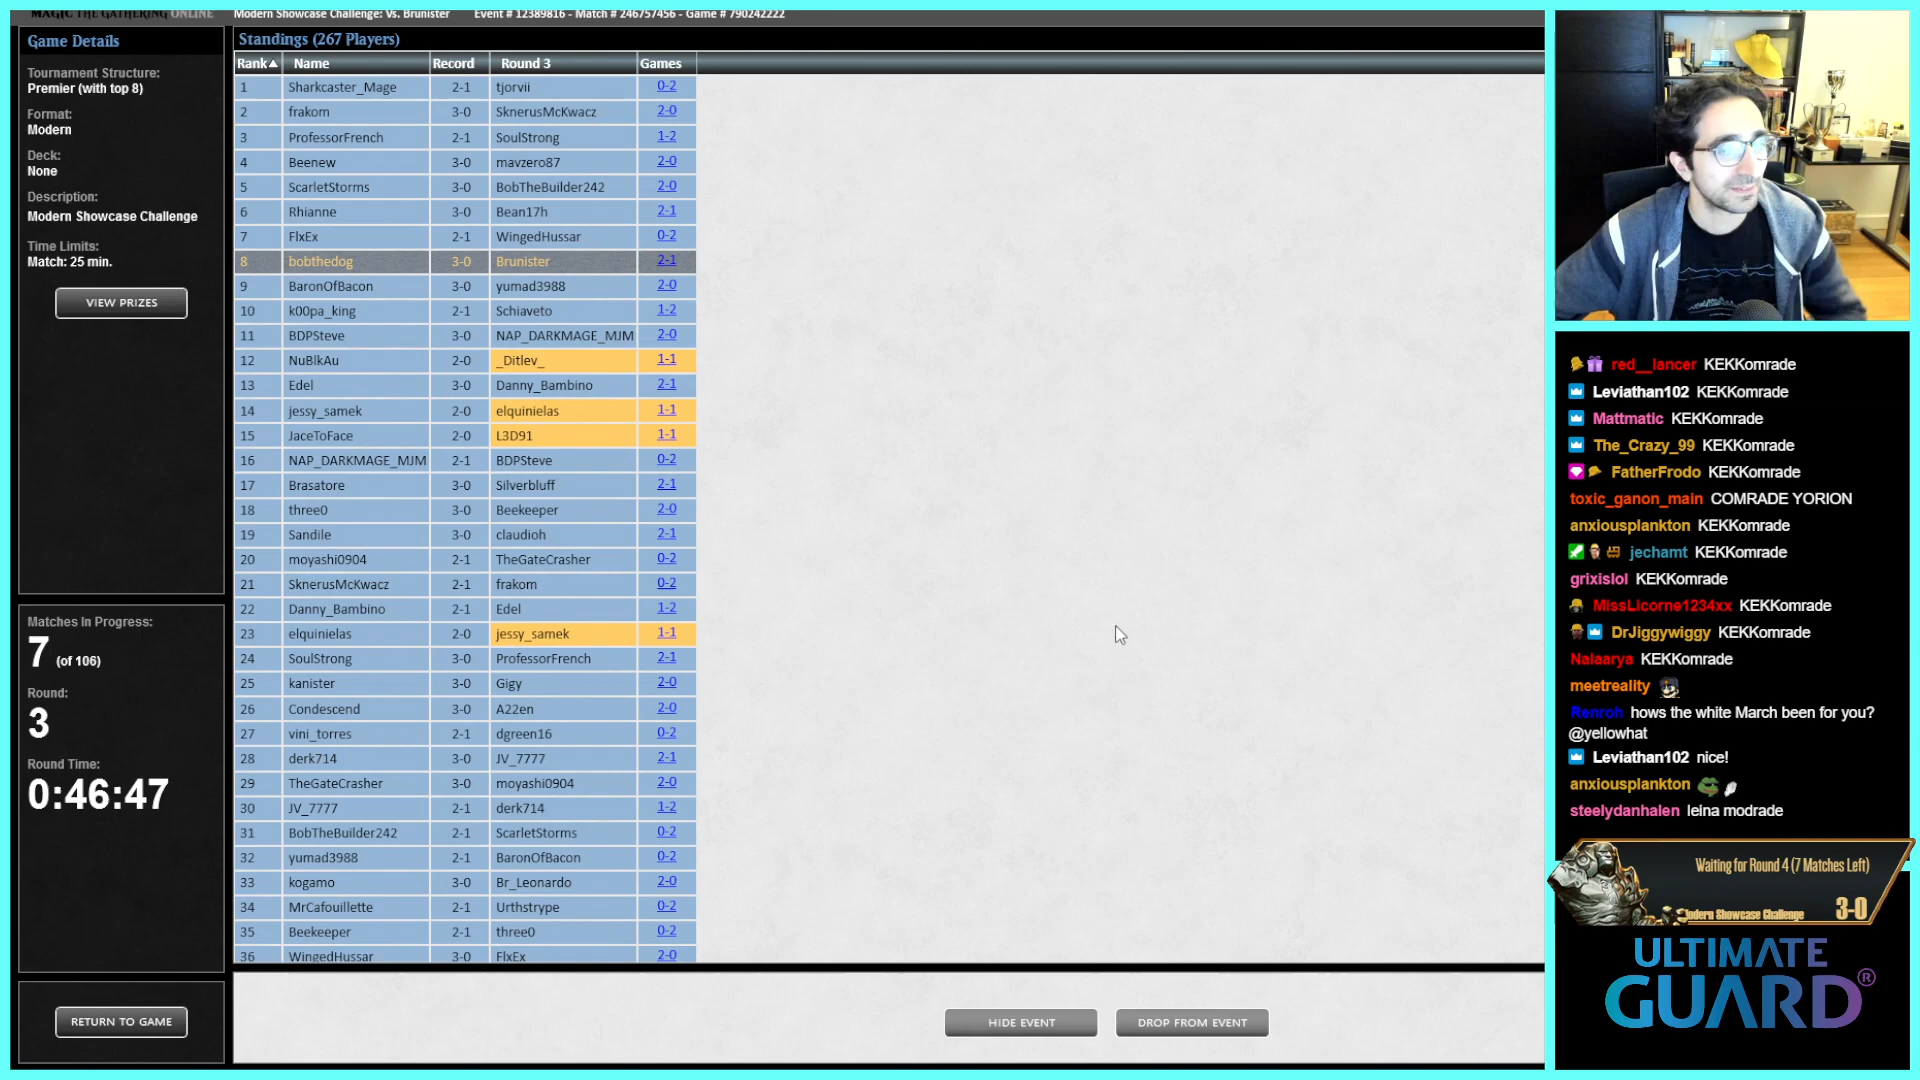 MAGIC THE GATHERING ONLINE
Modern Showcase Challenge: Vs. Brunister Event # 12389816 - Match # 246757456 - Game # 790242222
Game Details
Tournament Structure:
Premier (with top 8)
Format:
Modern
Deck:
None
Description:
Modern Showcase Challenge
Time Limits:
Match: 25 min.
VIEW PRIZES
Matches In Progress:
7 (of 106)
Round:
3
Round Time:
0:46:47
RETURN TO GAME
Standings (267 Players)
Rank Name Record Round 3 Games
1 Sharkcaster_Mage 2-1 tjorvii 0-2
2 frakom 3-0 SknerusMcKwacz 2-0
3 ProfessorFrench 2-1 SoulStrong 1-2
4 Beenew 3-0 mavzero87 2-0
5 ScarletStorms 3-0 BobTheBuilder242 2-0
6 Rhianne 3-0 Bean17h 2-1
7 FlxEx 2-1 WingedHussar 0-2
8 bobthedog 3-0 Brunister 2-1
9 BaronOfBacon 3-0 yumad3988 2-0
10 k00pa_king 2-1 Schiaveto 1-2
11 BDPSteve 3-0 NAP_DARKMAGE_MJM 2-0
12 NuBlkAu 2-0 _Ditlev_ 1-1
13 Edel 3-0 Danny_Bambino 2-1
14 jessy_samek 2-0 elquinielas 1-1
15 JaceToFace 2-0 L3D91 1-1
16 NAP_DARKMAGE_MJM 2-1 BDPSteve 0-2
17 Brasatore 3-0 Silverbluff 2-1
18 three0 3-0 Beekeeper 2-0
19 Sandile 3-0 claudioh 2-1
20 moyashi0904 2-1 TheGateCrasher 0-2
21 SknerusMcKwacz 2-1 frakom 0-2
22 Danny_Bambino 2-1 Edel 1-2
23 elquinielas 2-0 jessy_samek 1-1
24 SoulStrong 3-0 ProfessorFrench 2-1
25 kanister 3-0 Gigy 2-0
26 Condescend 3-0 A22en 2-0
27 vini_torres 2-1 dgreen16 0-2
28 derk714 3-0 JV_7777 2-1
29 TheGateCrasher 3-0 moyashi0904 2-0
30 JV_7777 2-1 derk714 1-2
31 BobTheBuilder242 2-1 ScarletStorms 0-2
32 yumad3988 2-1 BaronOfBacon 0-2
33 kogamo 3-0 Br_Leonardo 2-0
34 MrCafouillette 2-1 Urthstrype 0-2
35 Beekeeper 2-1 three0 0-2
36 WingedHussar 3-0 FlxEx 2-0
HIDE EVENT
DROP FROM EVENT
red__lancer KEKKomrade
Leviathan102 KEKKomrade
Mattmatic KEKKomrade
The_Crazy_99 KEKKomrade
FatherFrodo KEKKomrade
toxic_ganon_main COMRADE YORION
anxiousplankton KEKKomrade
jechamt KEKKomrade
grixislol KEKKomrade
MissLicorne1234xx KEKKomrade
DrJiggywiggy KEKKomrade
Nalaarya KEKKomrade
meetreality
Renroh hows the white March been for you?
@yellowhat
Leviathan102 nice!
anxiousplankton
steelydanhalen leina modrade
Waiting for Round 4 (7 Matches Left)
Modern Showcase Challenge 3-0
ULTIMATE
GUARD®